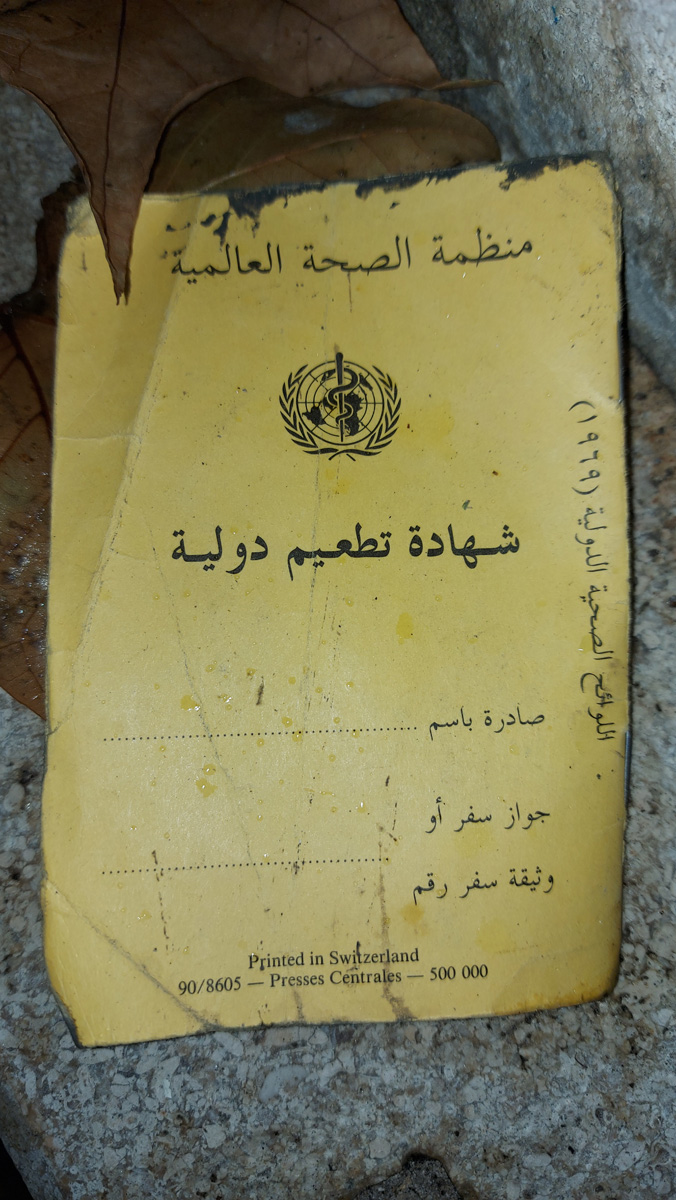 منظمة الصحة العالمية
شهادة تطعيم دولية
اللوائح الصحية الدولية (١٩٦٩)
صادرة باسم
جواز سفر أو
وثيقة سفر رقم
Printed in Switzerland
90/8605 — Presses Centrales — 500 000